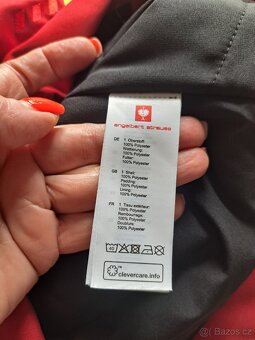 engelbert strauss
DE 1 Oberstoff:
100% Polyester
Wattierung:
100% Polyester
Futter:
100% Polyester
GB 1 Shell:
100% Polyester
Padding:
100% Polyester
Lining:
100% Polyester
FR 1 Tissu extérieur:
100% Polyester
Rembourrage:
100% Polyester
Doublure:
100% Polyester
40
clevercare.info
© Bazoš.cz